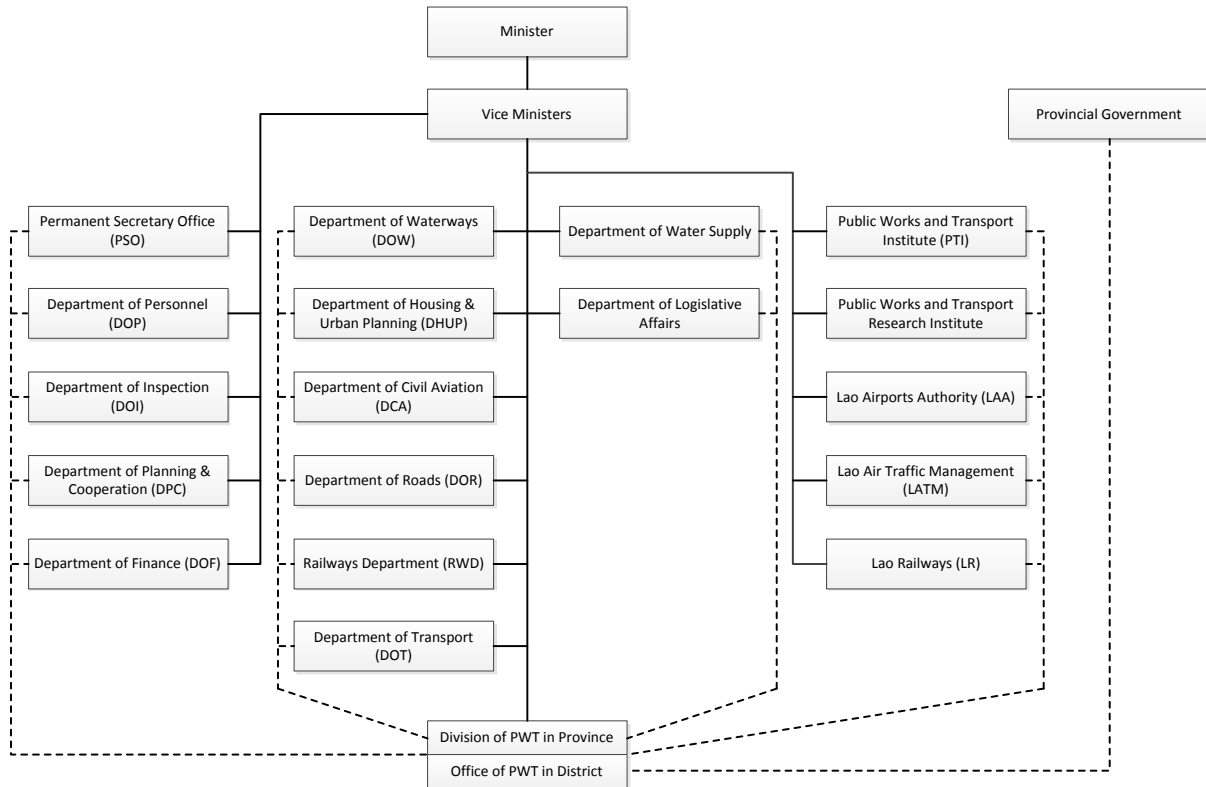 Minister
Vice Ministers
Provincial Government
Permanent Secretary Office
(PSO)
Department of Waterways
(DOW)
Department of Water Supply
Public Works and Transport
Institute (PTI)
Department of Personnel
(DOP)
Department of Housing &
Urban Planning (DHUP)
Department of Logislative
Affairs
Public Works and Transport
Research Institute
Department of Inspection
(DOI)
Department of Civil Aviation
(DCA)
Lao Airports Authority (LAA)
Department of Planning &
Cooperation (DPC)
Department of Roads (DOR)
Lao Air Traffic Management
(LATM)
Department of Finance (DOF)
Railways Department (RWD)
Lao Railways (LR)
Department of Transport
(DOT)
Division of PWT in Province
Office of PWT in District